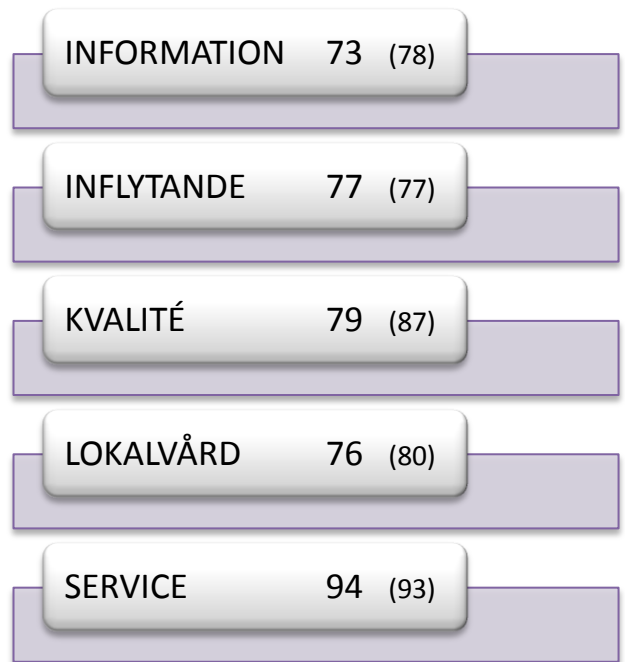 INFORMATION 73 (78)
INFLYTANDE 77 (77)
KVALITÉ 79 (87)
LOKALVÅRD 76 (80)
SERVICE 94 (93)